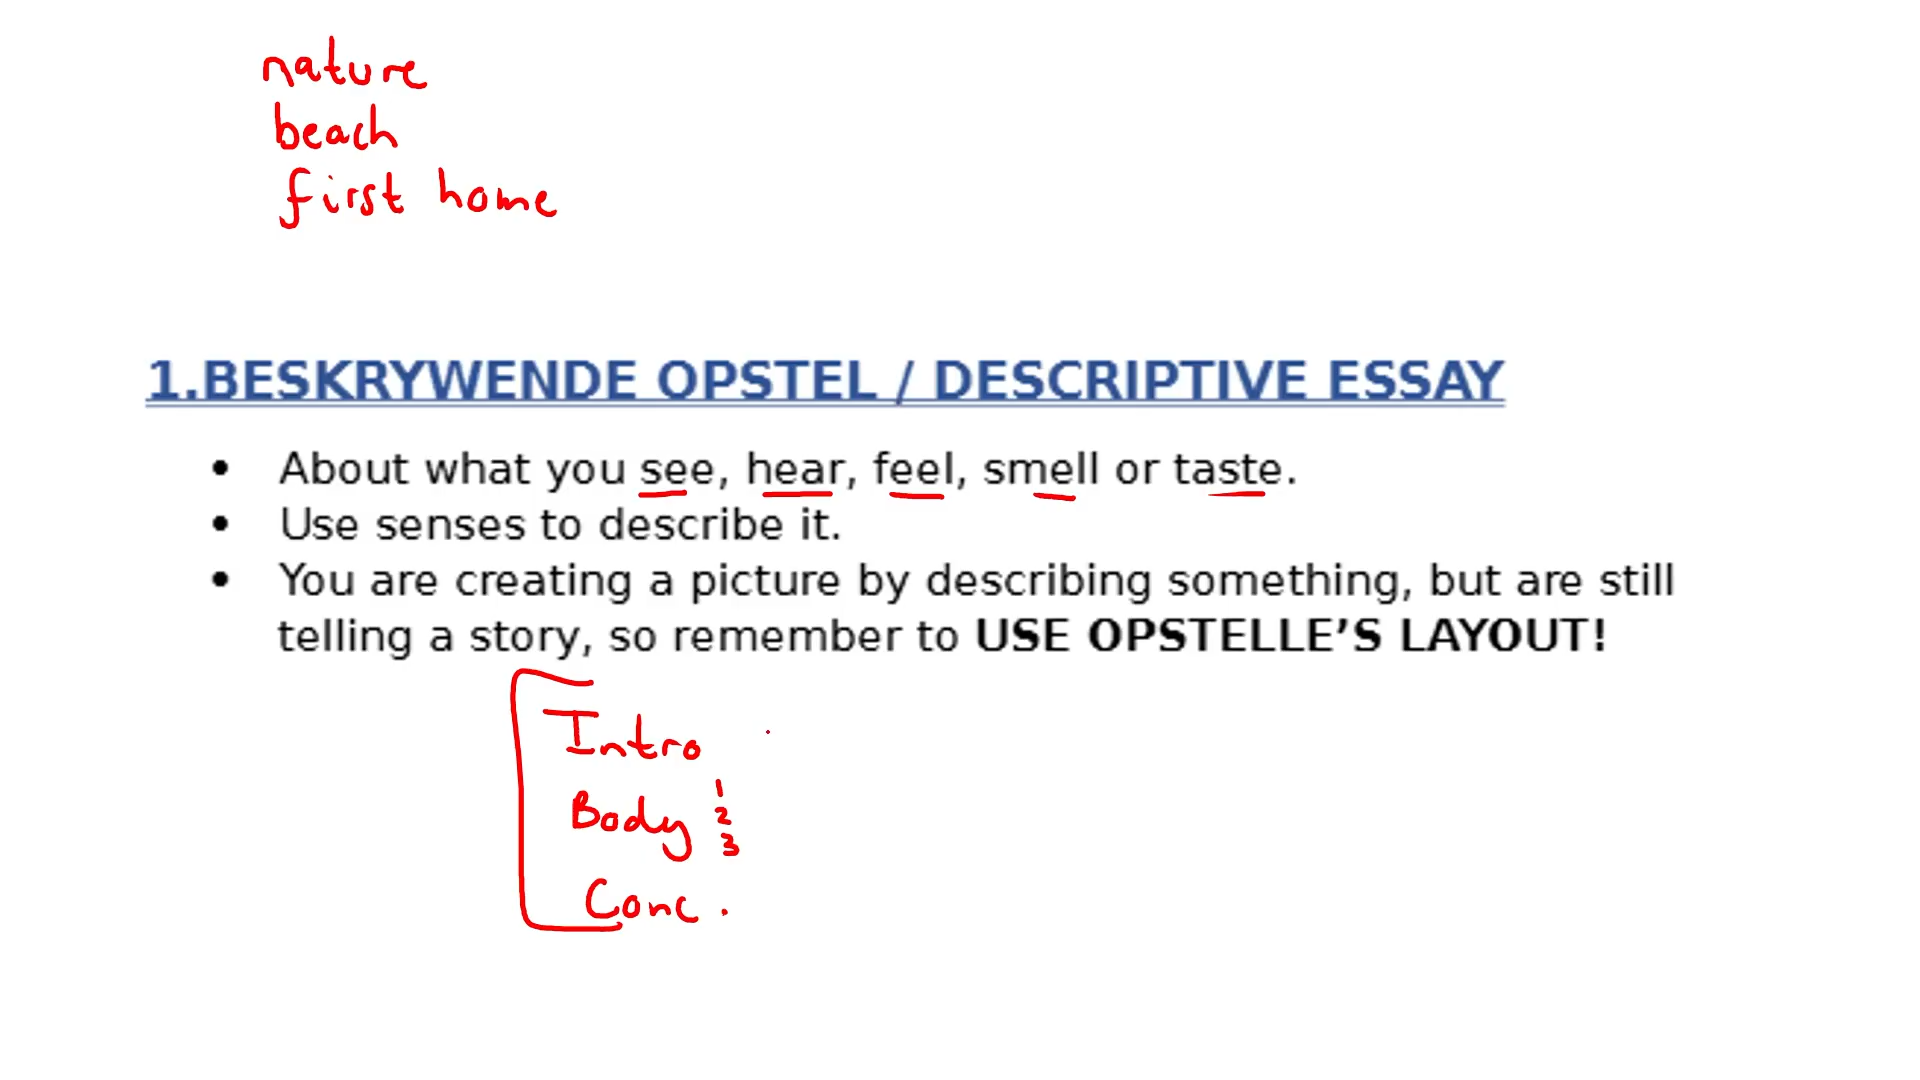 nature
beach
first home
1.BESKRYWENDE OPSTEL / DESCRIPTIVE ESSAY
• About what you see, hear, feel, smell or taste.
• Use senses to describe it.
• You are creating a picture by describing something, but are still
telling a story, so remember to USE OPSTELLE’S LAYOUT!
Intro
Body 1
2
3
Conc.